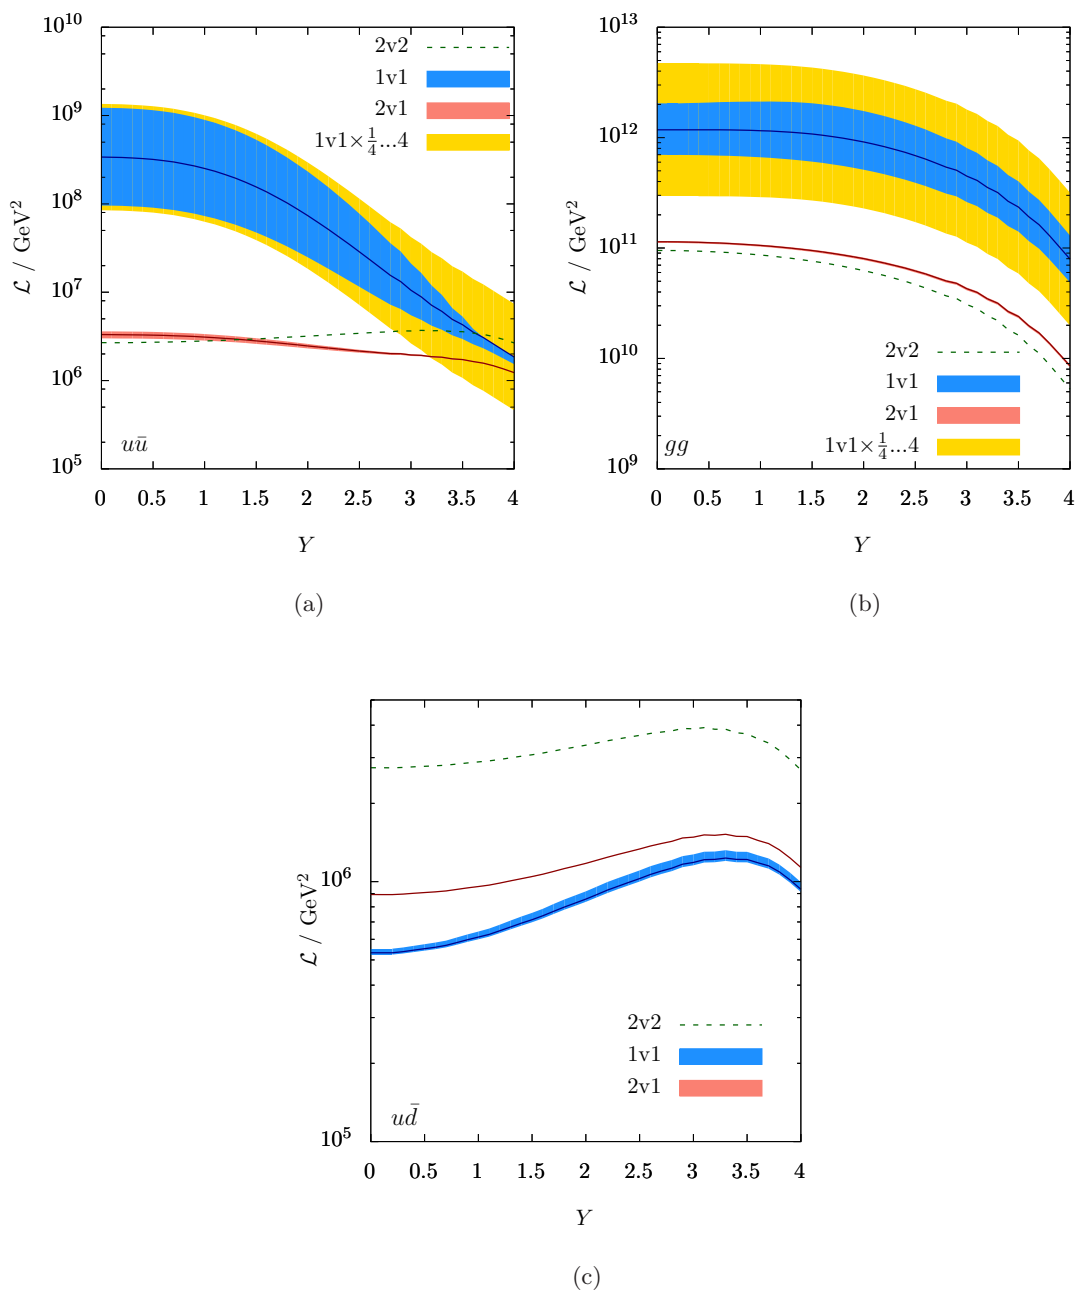 10^10
10^9
10^8
10^7
10^6
10^5
ℒ / GeV^2
2v2
1v1
2v1
1v1×1/4...4
uū
0 0.5 1 1.5 2 2.5 3 3.5 4
Y
(a)
10^13
10^12
10^11
10^10
10^9
ℒ / GeV^2
2v2
1v1
2v1
1v1×1/4...4
gg
0 0.5 1 1.5 2 2.5 3 3.5 4
Y
(b)
10^6
10^5
ℒ / GeV^2
2v2
1v1
2v1
ud̄
0 0.5 1 1.5 2 2.5 3 3.5 4
Y
(c)